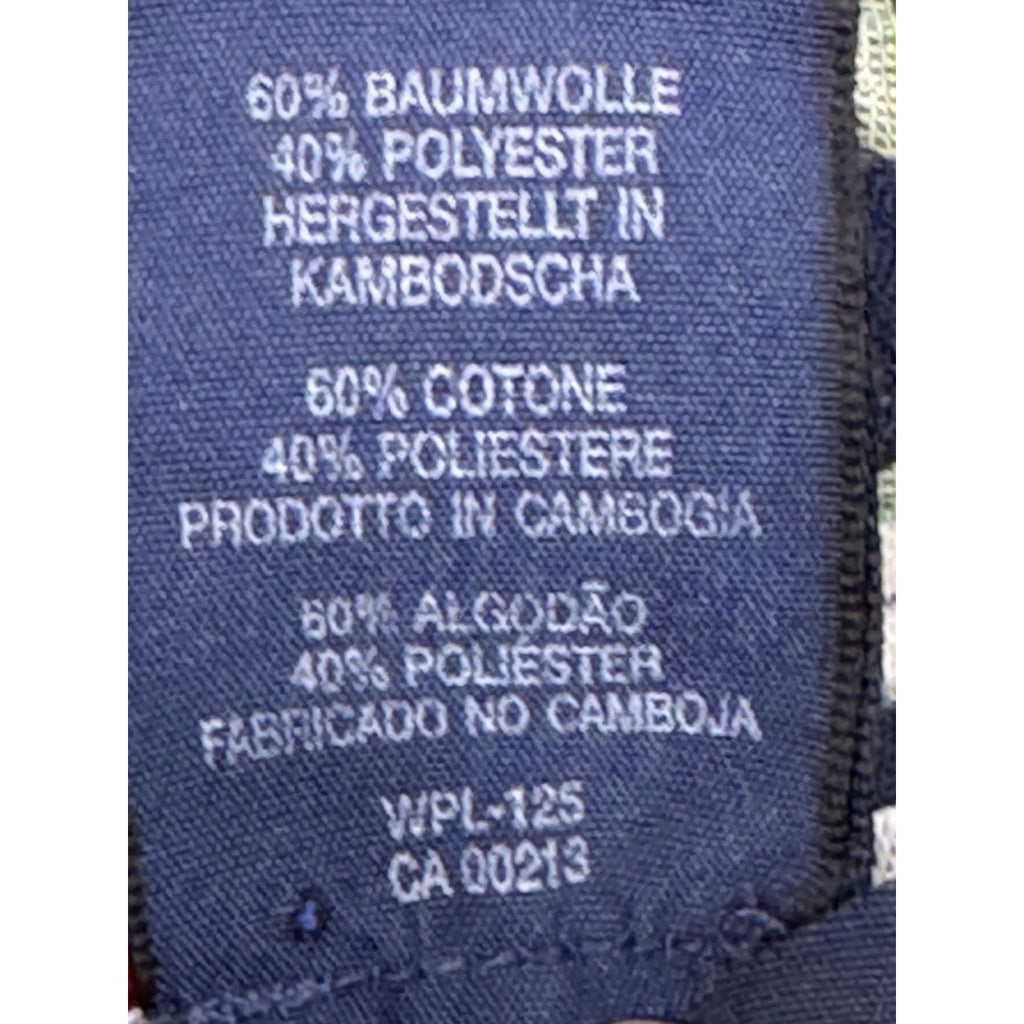 60% BAUMWOLLE
40% POLYESTER
HERGESTELLT IN
KAMBODSCHA
60% COTONE
40% POLIESTERE
PRODOTTO IN CAMBOGIA
60% ALGODÃO
40% POLIÉSTER
FABRICADO NO CAMBOJA
WPL-125
CA 00213